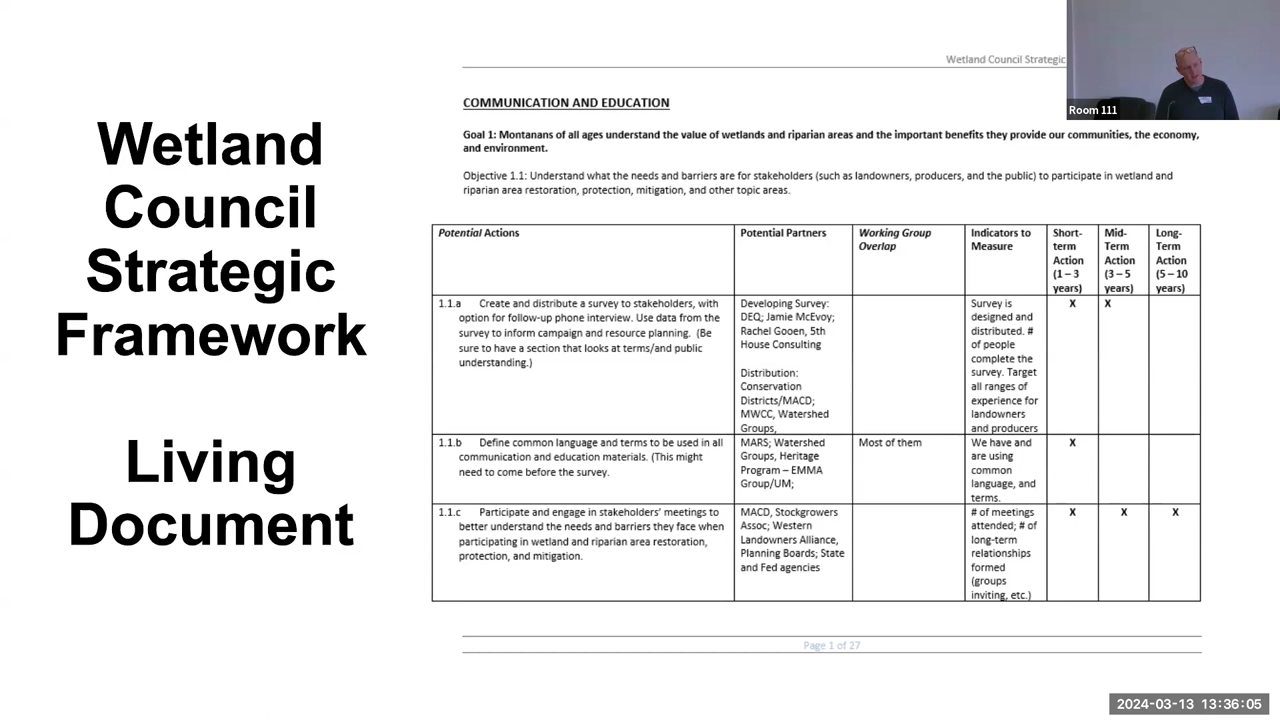 Wetland
Council
Strategic
Framework
Living
Document
Wetland Council Strategic
COMMUNICATION AND EDUCATION
Goal 1: Montanans of all ages understand the value of wetlands and riparian areas and the important benefits they provide our communities, the economy,
and environment.
Objective 1.1: Understand what the needs and barriers are for stakeholders (such as landowners, producers, and the public) to participate in wetland and
riparian area restoration, protection, mitigation, and other topic areas.
Potential Actions
Potential Partners
Working Group
Overlap
Indicators to
Measure
Short-
term
Action
(1 – 3
years)
Mid-
Term
Action
(3 – 5
years)
Long-
Term
Action
(5 – 10
years)
1.1.a Create and distribute a survey to stakeholders, with
option for follow-up phone interview. Use data from the
survey to inform campaign and resource planning. (Be
sure to have a section that looks at terms/and public
understanding.)
Developing Survey:
DEQ; Jamie McEvoy;
Rachel Gooen, 5th
House Consulting
Distribution:
Conservation
Districts/MACD;
MWCC, Watershed
Groups,
Survey is
designed and
distributed. #
of people
complete the
survey. Target
all ranges of
experience for
landowners
and producers
X
X
1.1.b Define common language and terms to be used in all
communication and education materials. (This might
need to come before the survey.
MARS; Watershed
Groups, Heritage
Program – EMMA
Group/UM;
Most of them
We have and
are using
common
language, and
terms.
X
1.1.c Participate and engage in stakeholders' meetings to
better understand the needs and barriers they face when
participating in wetland and riparian area restoration,
protection, and mitigation.
MACD, Stockgrowers
Assoc; Western
Landowners Alliance,
Planning Boards; State
and Fed agencies
# of meetings
attended; # of
long-term
relationships
formed
(groups
inviting, etc.)
X
X
X
Page 1 of 27
Room 111
2024-03-13 13:36:05